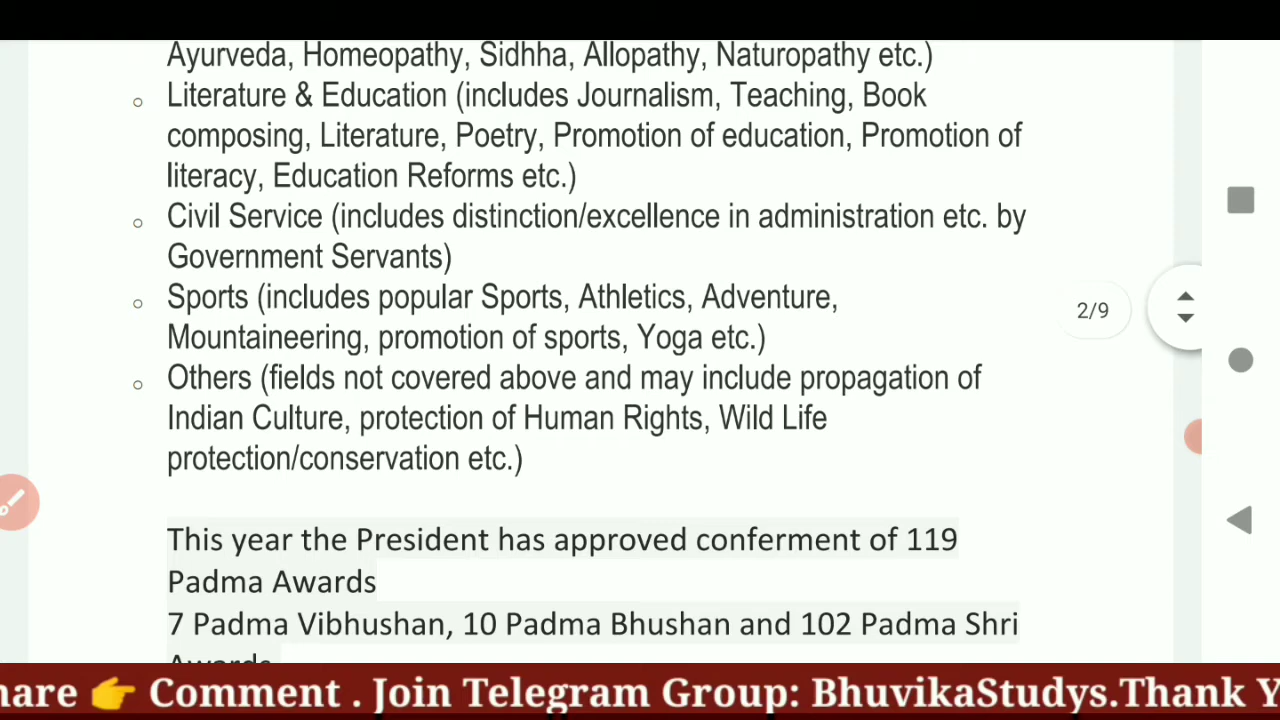 Ayurveda, Homeopathy, Sidhha, Allopathy, Naturopathy etc.)
Literature & Education (includes Journalism, Teaching, Book
composing, Literature, Poetry, Promotion of education, Promotion of
literacy, Education Reforms etc.)
Civil Service (includes distinction/excellence in administration etc. by
Government Servants)
Sports (includes popular Sports, Athletics, Adventure,
Mountaineering, promotion of sports, Yoga etc.)
2/9
Others (fields not covered above and may include propagation of
Indian Culture, protection of Human Rights, Wild Life
protection/conservation etc.)
This year the President has approved conferment of 119
Padma Awards
7 Padma Vibhushan, 10 Padma Bhushan and 102 Padma Shri
Awards
hare 👉 Comment . Join Telegram Group: BhuvikaStudys.Thank Y